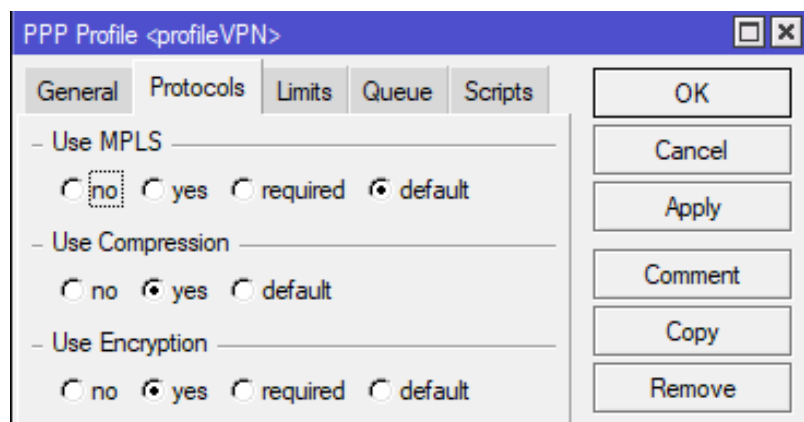 PPP Profile <profileVPN>
General Protocols Limits Queue Scripts
Use MPLS
no yes required default
Use Compression
no yes default
Use Encryption
no yes required default
OK
Cancel
Apply
Comment
Copy
Remove